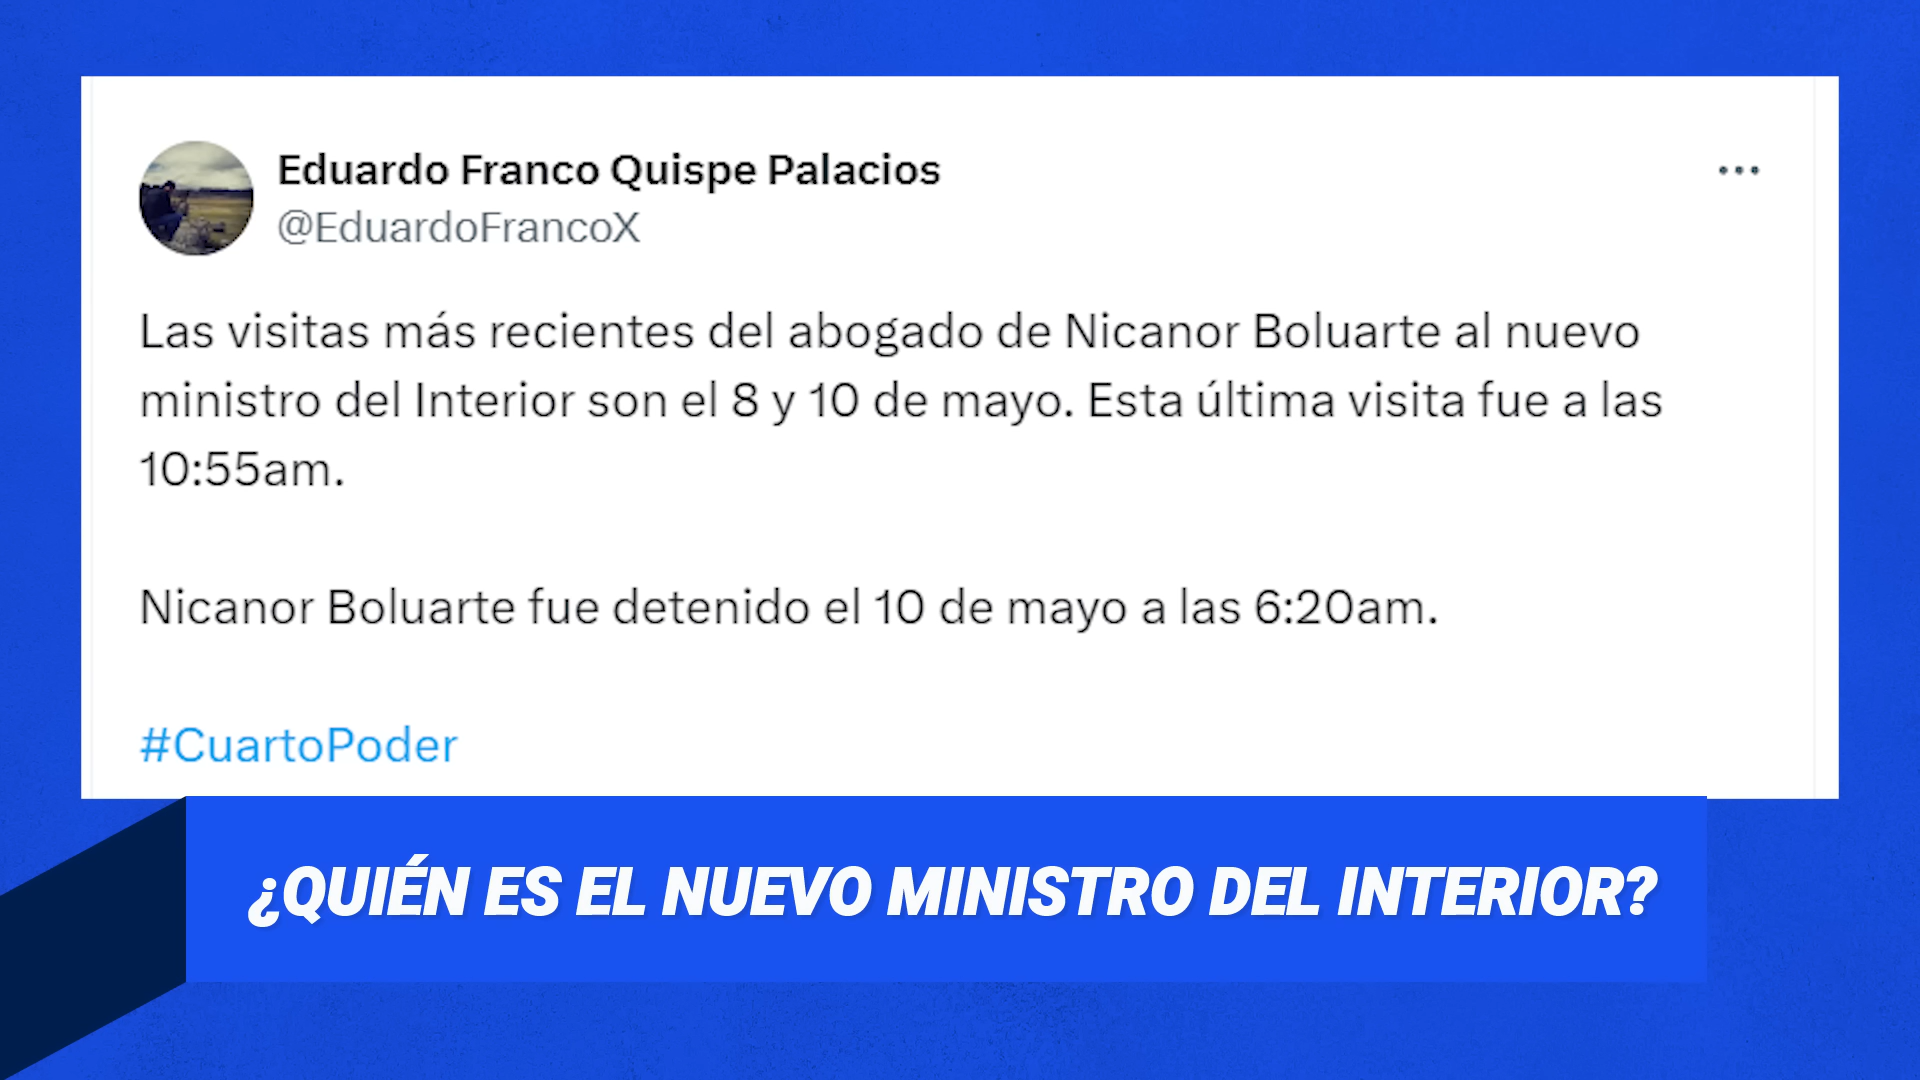 Eduardo Franco Quispe Palacios
@EduardoFrancoX
Las visitas más recientes del abogado de Nicanor Boluarte al nuevo
ministro del Interior son el 8 y 10 de mayo. Esta última visita fue a las
10:55am.
Nicanor Boluarte fue detenido el 10 de mayo a las 6:20am.
#CuartoPoder
¿QUIÉN ES EL NUEVO MINISTRO DEL INTERIOR?